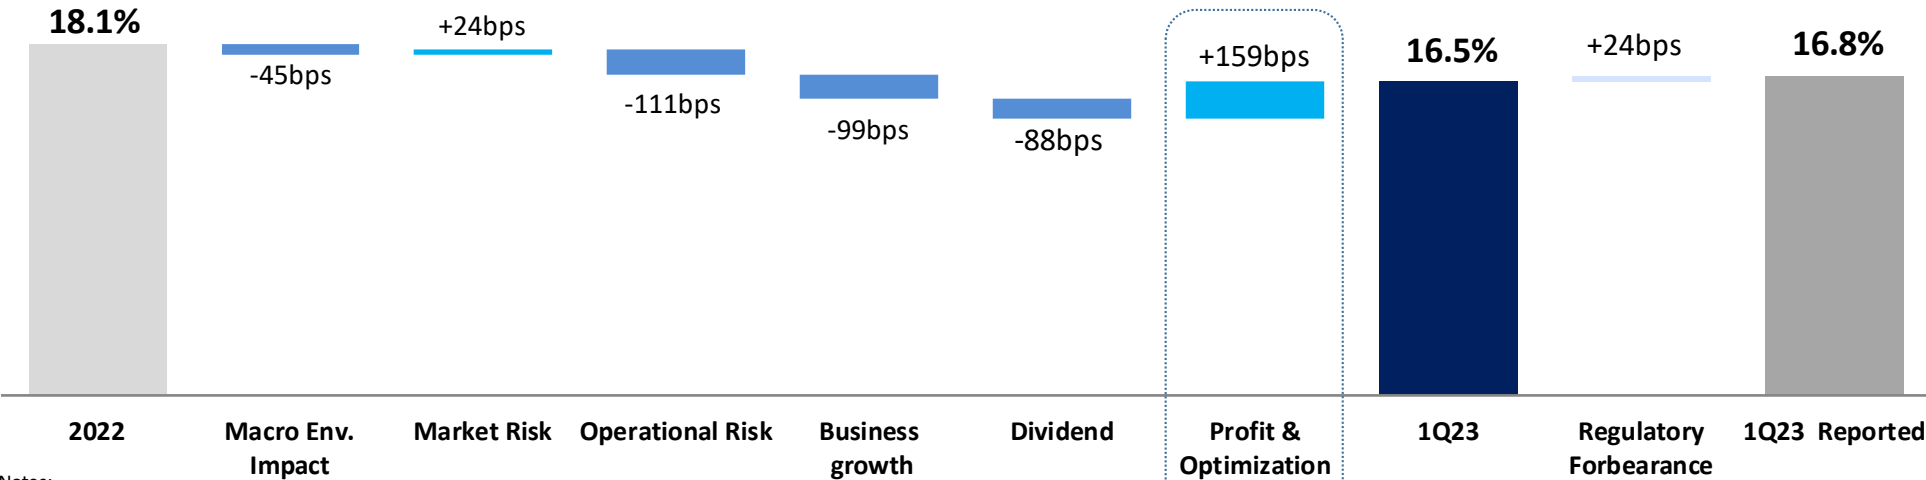 18.1%
-45bps
+24bps
-111bps
-99bps
-88bps
+159bps
16.5%
+24bps
16.8%
2022
Macro Env.
Impact
Market Risk
Operational Risk
Business
growth
Dividend
Profit &
Optimization
1Q23
Regulatory
Forbearance
1Q23 Reported
Notes: